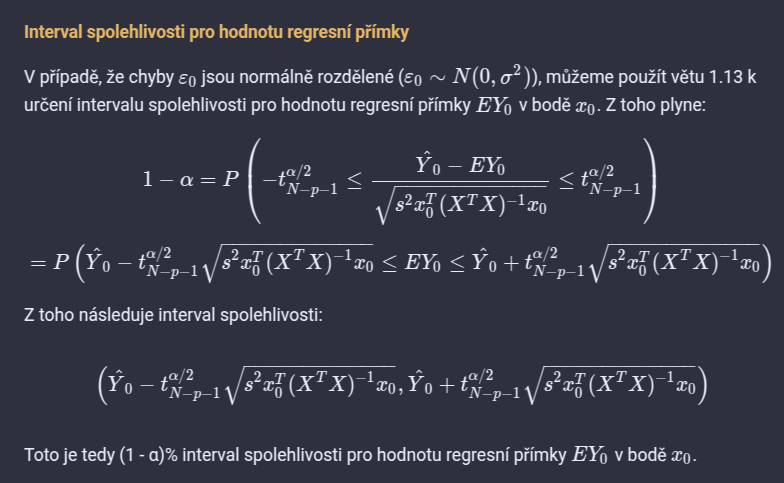 Interval spolehlivosti pro hodnotu regresní přímky
V případě, že chyby $\varepsilon_0$ jsou normálně rozdělené ($\varepsilon_0 \sim N(0, \sigma^2)$), můžeme použít větu 1.13 k
určení intervalu spolehlivosti pro hodnotu regresní přímky $EY_0$ v bodě $x_0$. Z toho plyne:
$1 - \alpha = P\left(-t_{N-p-1}^{\alpha/2} \leq \frac{\hat{Y}_0 - EY_0}{\sqrt{s^2 x_0^T (X^T X)^{-1} x_0}} \leq t_{N-p-1}^{\alpha/2}\right)$
$= P\left(\hat{Y}_0 - t_{N-p-1}^{\alpha/2} \sqrt{s^2 x_0^T (X^T X)^{-1} x_0} \leq EY_0 \leq \hat{Y}_0 + t_{N-p-1}^{\alpha/2} \sqrt{s^2 x_0^T (X^T X)^{-1} x_0}\right)$
Z toho následuje interval spolehlivosti:
$\left(\hat{Y}_0 - t_{N-p-1}^{\alpha/2} \sqrt{s^2 x_0^T (X^T X)^{-1} x_0}, \hat{Y}_0 + t_{N-p-1}^{\alpha/2} \sqrt{s^2 x_0^T (X^T X)^{-1} x_0}\right)$
Toto je tedy (1 - α)% interval spolehlivosti pro hodnotu regresní přímky $EY_0$ v bodě $x_0$.